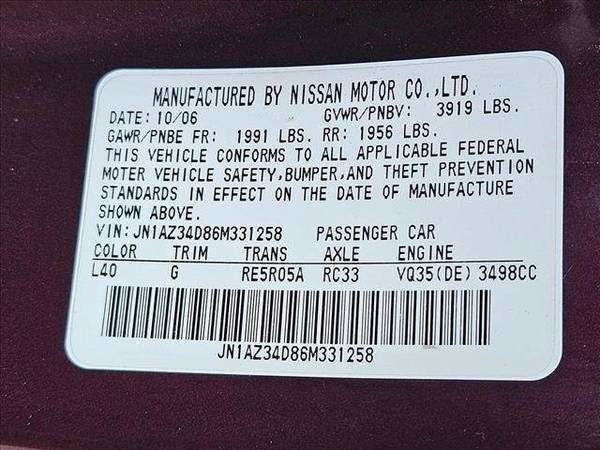 MANUFACTURED BY NISSAN MOTOR CO.,LTD.
DATE: 10/06 GVWR/PNBV: 3919 LBS.
GAWR/PNBE FR: 1991 LBS. RR: 1956 LBS.
THIS VEHICLE CONFORMS TO ALL APPLICABLE FEDERAL
MOTER VEHICLE SAFETY,BUMPER,AND THEFT PREVENTION
STANDARDS IN EFFECT ON THE DATE OF MANUFACTURE
SHOWN ABOVE.
VIN: JN1AZ34D86M331258 PASSENGER CAR
COLOR TRIM TRANS AXLE ENGINE
L40 G RE5R05A RC33 VQ35(DE) 3498CC
JN1AZ34D86M331258